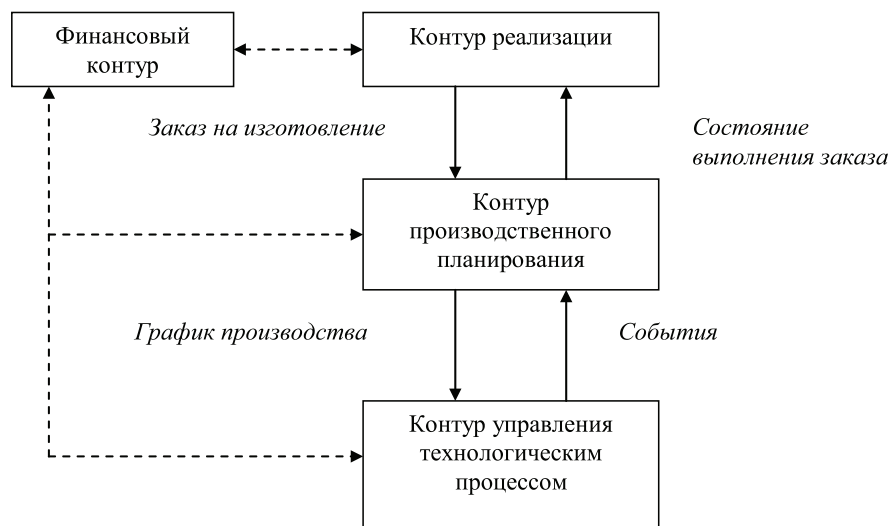 Финансовый
контур
Контур реализации
Заказ на изготовление
Состояние
выполнения заказа
Контур
производственного
планирования
График производства
События
Контур управления
технологическим
процессом